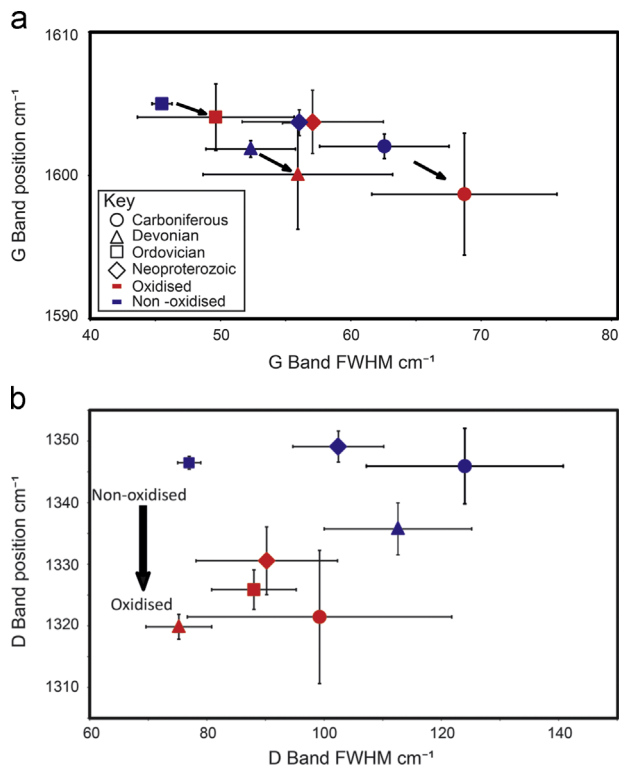 a
1610
1600
1590
G Band position cm⁻¹
Key
Carboniferous
Devonian
Ordovician
Neoproterozoic
Oxidised
Non -oxidised
40 50 60 70 80
G Band FWHM cm⁻¹
b
1350
1340
1330
1320
1310
D Band position cm⁻¹
Non-oxidised
Oxidised
60 80 100 120 140
D Band FWHM cm⁻¹